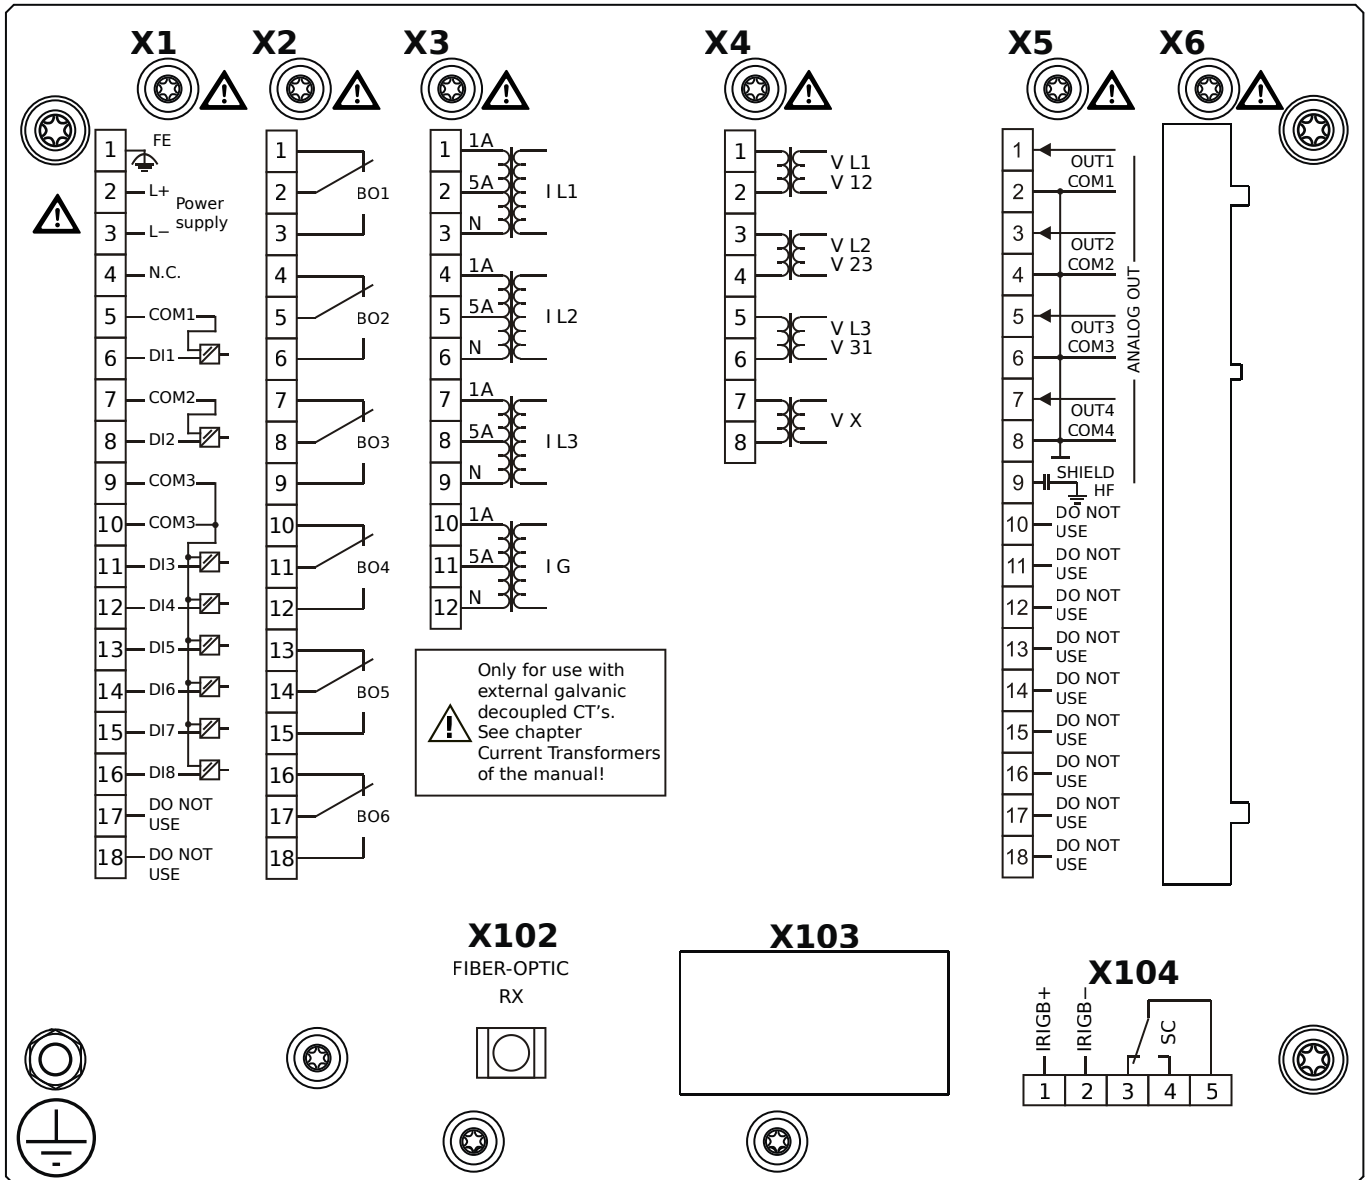 X1
X2
X3
X4
X5
X6
1 FE
2 L+
Power
supply
3 L−
4 N.C.
5 COM1
6 DI1
7 COM2
8 DI2
9 COM3
10 COM3
11 DI3
12 DI4
13 DI5
14 DI6
15 DI7
16 DI8
17 DO NOT
USE
18 DO NOT
USE
1
2 BO1
3
4
5 BO2
6
7
8 BO3
9
10
11 BO4
12
13
14 BO5
15
16
17 BO6
18
1 1A
2 5A I L1
3 N
4 1A
5 5A I L2
6 N
7 1A
8 5A I L3
9 N
10 1A
11 5A I G
12 N
Only for use with
external galvanic
decoupled CT's.
See chapter
Current Transformers
of the manual!
1 V L1
2 V 12
3 V L2
4 V 23
5 V L3
6 V 31
7 V X
8
1 OUT1
2 COM1
3 OUT2
4 COM2
5 OUT3
6 COM3
7 OUT4
8 COM4
ANALOG OUT
9 SHIELD
HF
10 DO NOT
USE
11 DO NOT
USE
12 DO NOT
USE
13 DO NOT
USE
14 DO NOT
USE
15 DO NOT
USE
16 DO NOT
USE
17 DO NOT
USE
18 DO NOT
USE
X102
FIBER-OPTIC
RX
X103
X104
IRIGB+
IRIGB−
SC
1 2 3 4 5